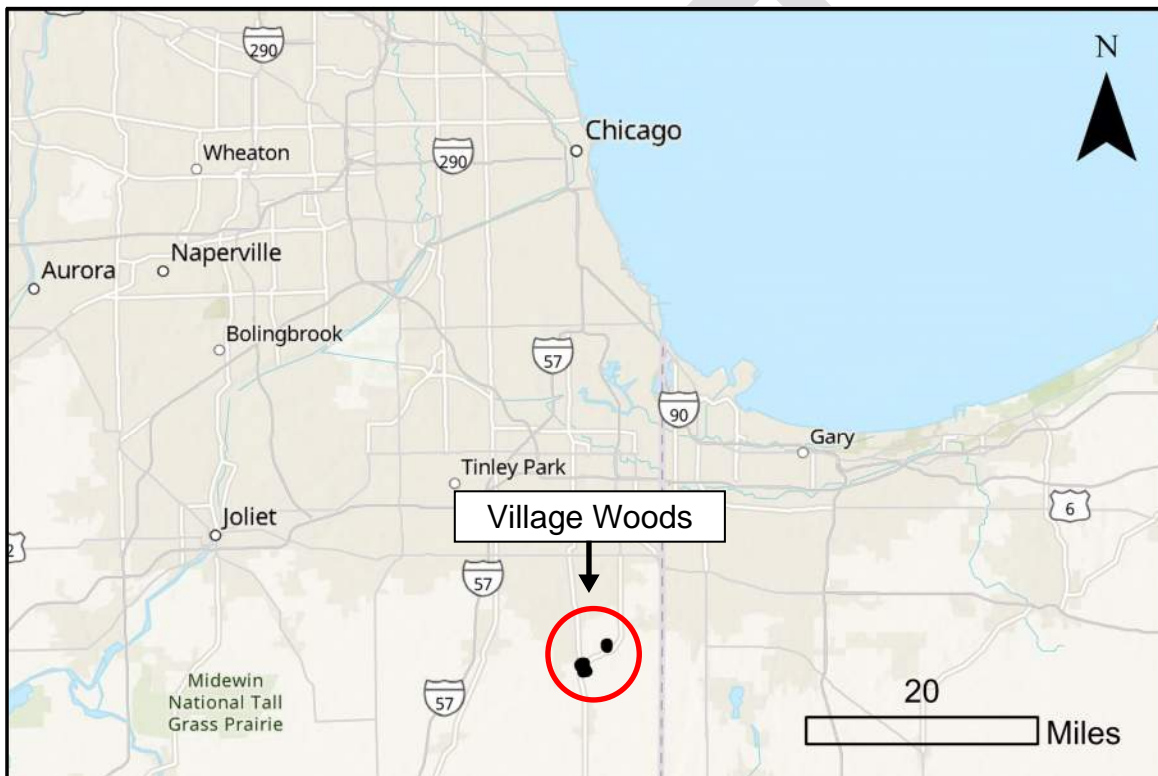 290
N
Chicago
Wheaton
290
Naperville
Aurora
Bolingbrook
57
90
Gary
Tinley Park
6
Village Woods
Joliet
2
57
Midewin
National Tall
Grass Prairie
57
20
Miles